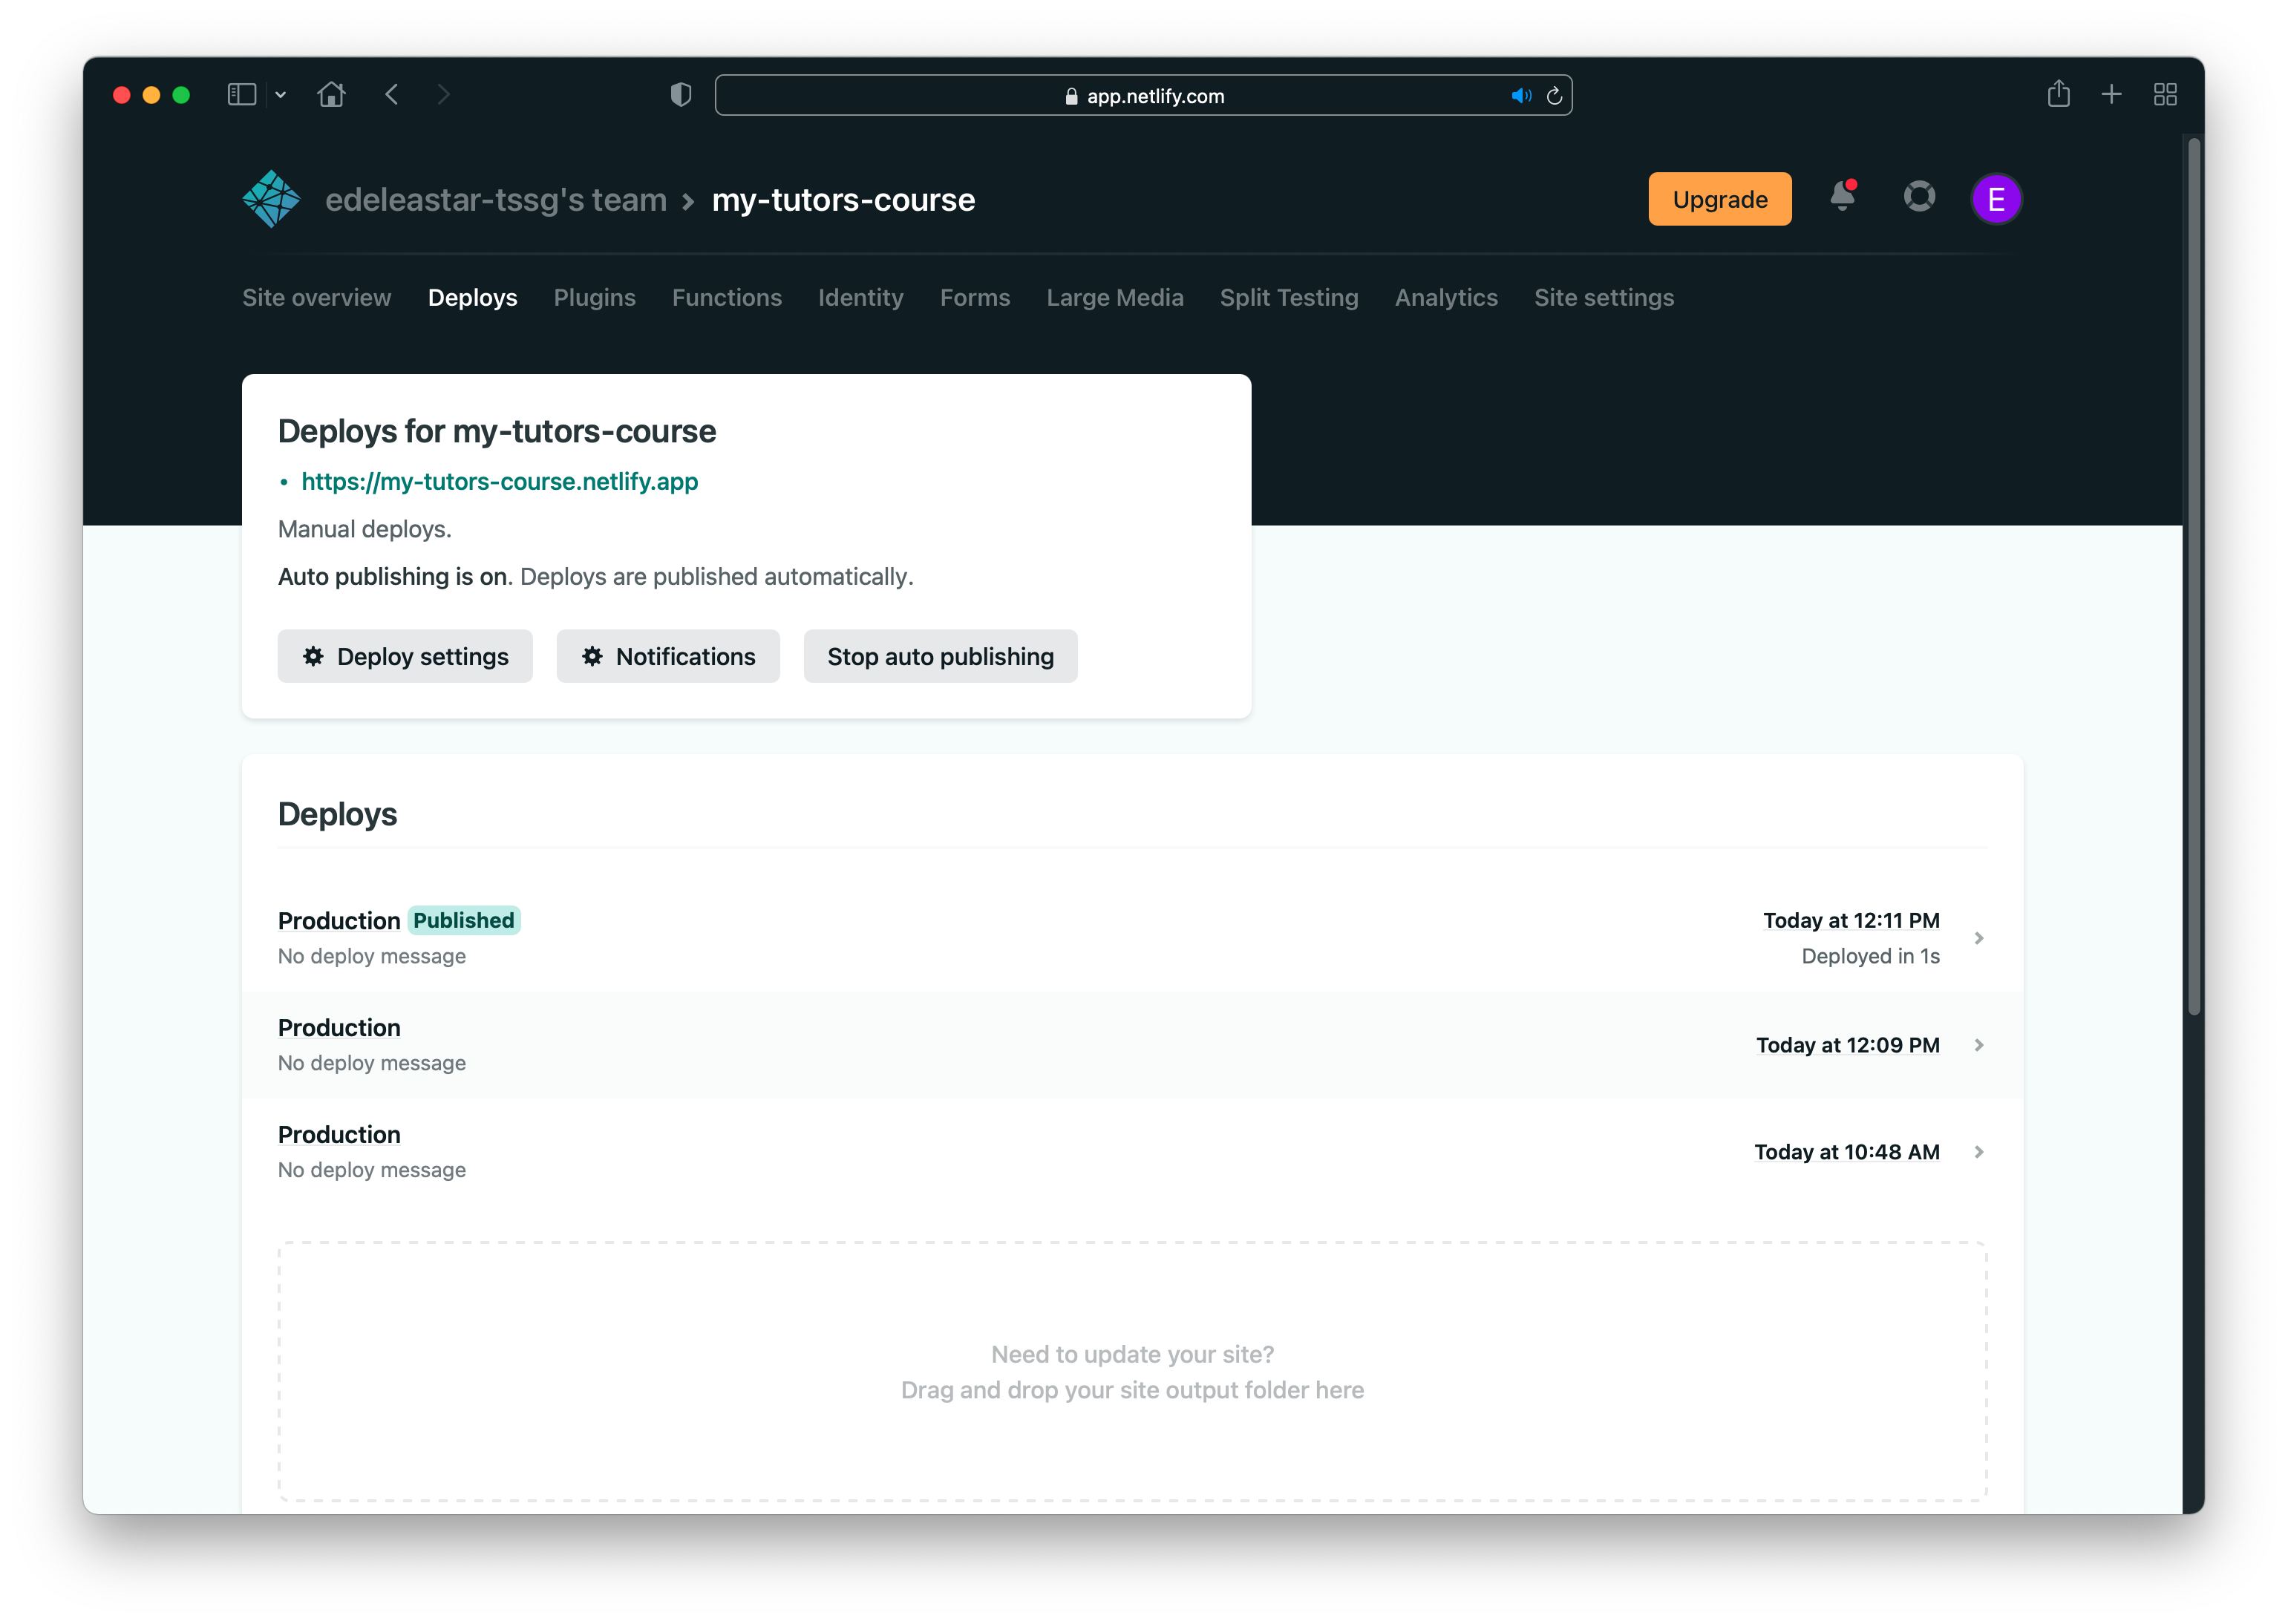 app.netlify.com
edeleastar-tssg's team > my-tutors-course
Upgrade
E
Site overview Deploys Plugins Functions Identity Forms Large Media Split Testing Analytics Site settings
Deploys for my-tutors-course
• https://my-tutors-course.netlify.app
Manual deploys.
Auto publishing is on. Deploys are published automatically.
Deploy settings Notifications Stop auto publishing
Deploys
Production Published
Today at 12:11 PM
No deploy message
Deployed in 1s
Production
Today at 12:09 PM
No deploy message
Production
Today at 10:48 AM
No deploy message
Need to update your site?
Drag and drop your site output folder here